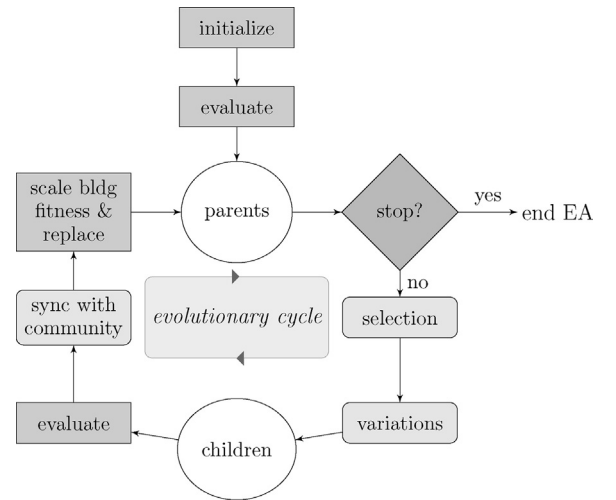 initialize
evaluate
scale bldg
fitness &
replace
parents
stop?
yes
end EA
no
sync with
community
evolutionary cycle
selection
evaluate
children
variations